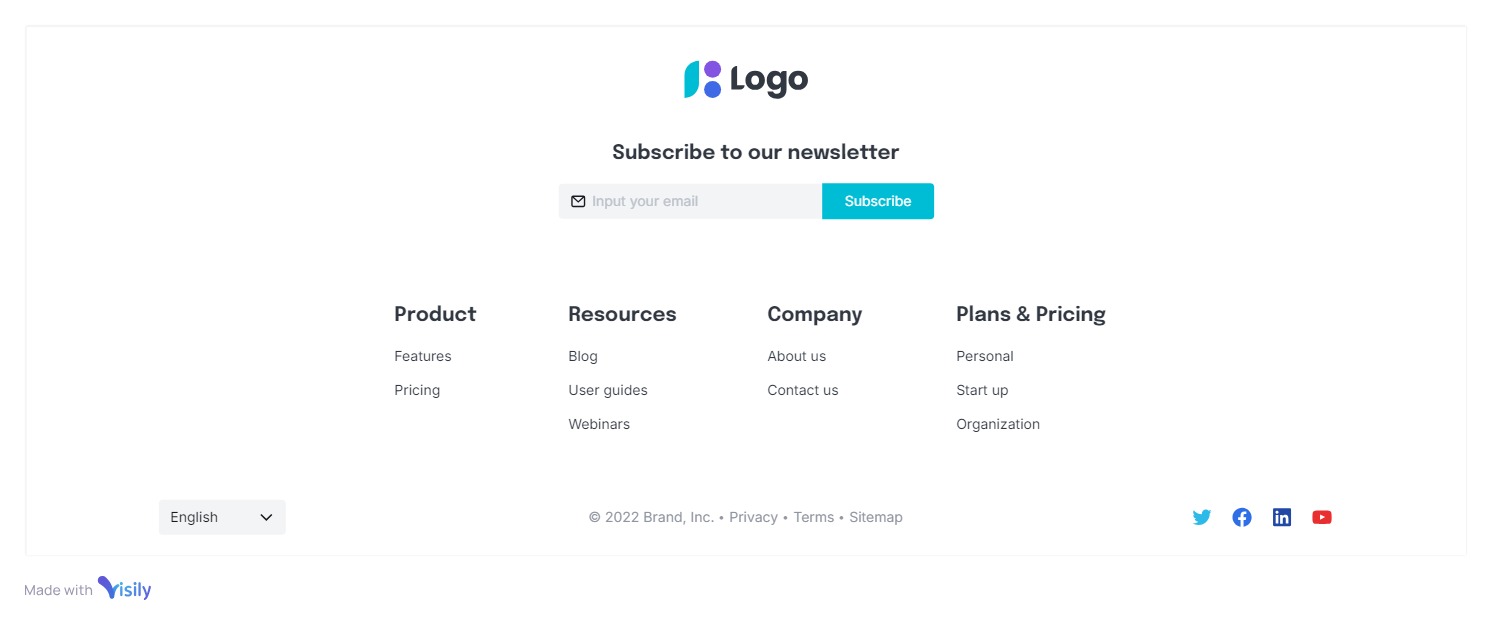 Logo
Subscribe to our newsletter
Input your email
Subscribe
Product
Features
Pricing
Resources
Blog
User guides
Webinars
Company
About us
Contact us
Plans & Pricing
Personal
Start up
Organization
English
© 2022 Brand, Inc. • Privacy • Terms • Sitemap
in
Made with Visily